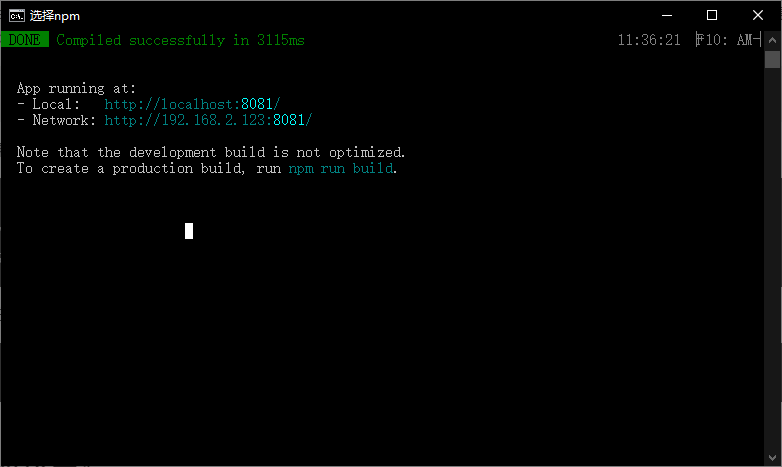 选择npm
DONE Compiled successfully in 3115ms 11:36:21
App running at:
- Local: http://localhost:8081/
- Network: http://192.168.2.123:8081/
Note that the development build is not optimized.
To create a production build, run npm run build.